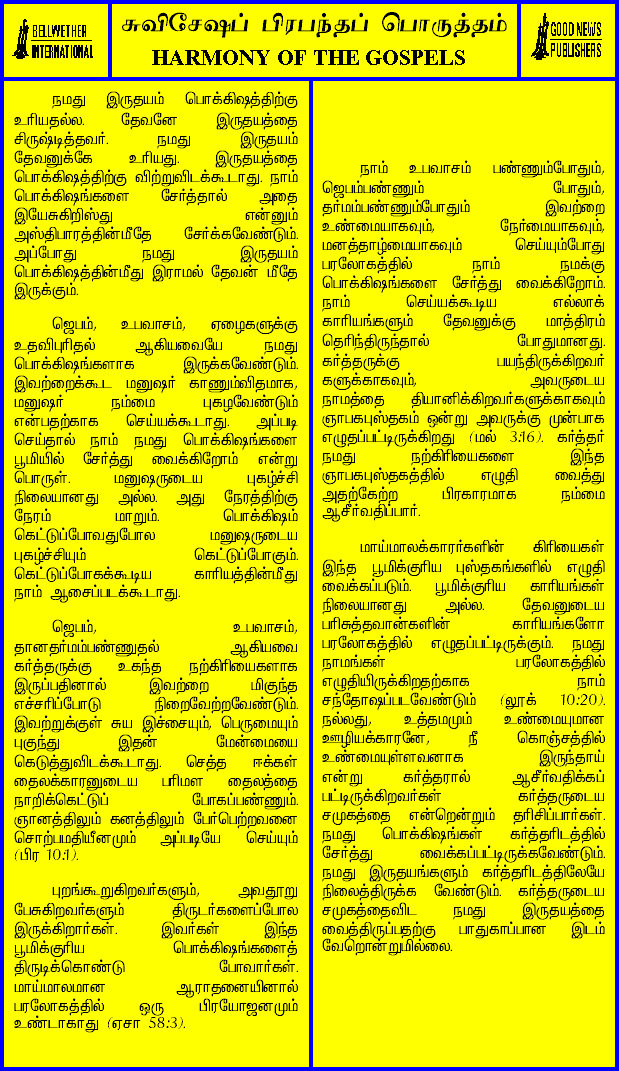 BELLWETHER
INTERNATIONAL
சுவிசேஷப் பிரபந்தப் பொருத்தம்
HARMONY OF THE GOSPELS
GOOD NEWS
PUBLISHERS
நமது இருதயம் பொக்கிஷத்திற்கு
உரியதல்ல. தேவனே இருதயத்தை
சிருஷ்டித்தவர். நமது இருதயம்
தேவனுக்கே உரியது. இருதயத்தை
பொக்கிஷத்திற்கு விற்றுவிடக்கூடாது. நாம்
பொக்கிஷங்களை சேர்த்தால் அதை
இயேசுகிறிஸ்து என்னும்
அஸ்திபாரத்தின்மீதே சேர்க்கவேண்டும்.
அப்போது நமது இருதயம்
பொக்கிஷத்தின்மீது இராமல் தேவன் மீதே
இருக்கும்.
ஜெபம், உபவாசம், ஏழைகளுக்கு
உதவிபுரிதல் ஆகியவையே நமது
பொக்கிஷங்களாக இருக்கவேண்டும்.
இவற்றைக்கூட மனுஷர் காணும்விதமாக,
மனுஷர் நம்மை புகழவேண்டும்
என்பதற்காக செய்யக்கூடாது. அப்படி
செய்தால் நாம் நமது பொக்கிஷங்களை
பூமியில் சேர்த்து வைக்கிறோம் என்று
பொருள். மனுஷருடைய புகழ்ச்சி
நிலையானது அல்ல. அது நேரத்திற்கு
நேரம் மாறும். பொக்கிஷம்
கெட்டுப்போவதுபோல மனுஷருடைய
புகழ்ச்சியும் கெட்டுப்போகும்.
கெட்டுப்போகக்கூடிய காரியத்தின்மீது
நாம் ஆசைப்படக்கூடாது.
ஜெபம், உபவாசம்,
தானதர்மம்பண்ணுதல் ஆகியவை
கர்த்தருக்கு உகந்த நற்கிரியைகளாக
இருப்பதினால் இவற்றை மிகுந்த
எச்சரிப்போடு நிறைவேற்றவேண்டும்.
இவற்றுக்குள் சுய இச்சையும், பெருமையும்
புகுந்து இதன் மேன்மையை
கெடுத்துவிடக்கூடாது. செத்த ஈக்கள்
தைலக்காரனுடைய பரிமள தைலத்தை
நாறிக்கெட்டுப் போகப்பண்ணும்.
ஞானத்திலும் கனத்திலும் பேர்பெற்றவனை
சொற்பமதியீனமும் அப்படியே செய்யும்
(பிர 10:1).
புறங்கூறுகிறவர்களும், அவதூறு
பேசுகிறவர்களும் திருடர்களைப்போல
இருக்கிறார்கள். இவர்கள் இந்த
பூமிக்குரிய பொக்கிஷங்களைத்
திருடிக்கொண்டு போவார்கள்.
மாய்மாலமான ஆராதனையினால்
பரலோகத்தில் ஒரு பிரயோஜனமும்
உண்டாகாது (ஏசா 58:3).
நாம் உபவாசம் பண்ணும்போதும்,
ஜெபம்பண்ணும் போதும்,
தர்மம்பண்ணும்போதும் இவற்றை
உண்மையாகவும், நேர்மையாகவும்,
மனத்தாழ்மையாகவும் செய்யும்போது
பரலோகத்தில் நாம் நமக்கு
பொக்கிஷங்களை சேர்த்து வைக்கிறோம்.
நாம் செய்யக்கூடிய எல்லாக்
காரியங்களும் தேவனுக்கு மாத்திரம்
தெரிந்திருந்தால் போதுமானது.
கர்த்தருக்கு பயந்திருக்கிறவர்
களுக்காகவும், அவருடைய
நாமத்தை தியானிக்கிறவர்களுக்காகவும்
ஞாபகபுஸ்தகம் ஒன்று அவருக்கு முன்பாக
எழுதப்பட்டிருக்கிறது (மல் 3:16). கர்த்தர்
நமது நற்கிரியைகளை இந்த
ஞாபகபுஸ்தகத்தில் எழுதி வைத்து
அதற்கேற்ற பிரகாரமாக நம்மை
ஆசீர்வதிப்பார்.
மாய்மாலக்காரர்களின் கிரியைகள்
இந்த பூமிக்குரிய புஸ்தகங்களில் எழுதி
வைக்கப்படும். பூமிக்குரிய காரியங்கள்
நிலையானது அல்ல. தேவனுடைய
பரிசுத்தவான்களின் காரியங்களோ
பரலோகத்தில் எழுதப்பட்டிருக்கும். நமது
நாமங்கள் பரலோகத்தில்
எழுதியிருக்கிறதற்காக நாம்
சந்தோஷப்படவேண்டும் (லூக் 10:20).
நல்லது, உத்தமமும் உண்மையுமான
ஊழியக்காரனே, நீ கொஞ்சத்தில்
உண்மையுள்ளவனாக இருந்தாய்
என்று கர்த்தரால் ஆசீர்வதிக்கப்
பட்டிருக்கிறவர்கள் கர்த்தருடைய
சமுகத்தை என்றென்றும் தரிசிப்பார்கள்.
நமது பொக்கிஷங்கள் கர்த்தரிடத்தில்
சேர்த்து வைக்கப்பட்டிருக்கவேண்டும்.
நமது இருதயங்களும் கர்த்தரிடத்திலேயே
நிலைத்திருக்க வேண்டும். கர்த்தருடைய
சமுகத்தைவிட நமது இருதயத்தை
வைத்திருப்பதற்கு பாதுகாப்பான இடம்
வேறொன்றுமில்லை.